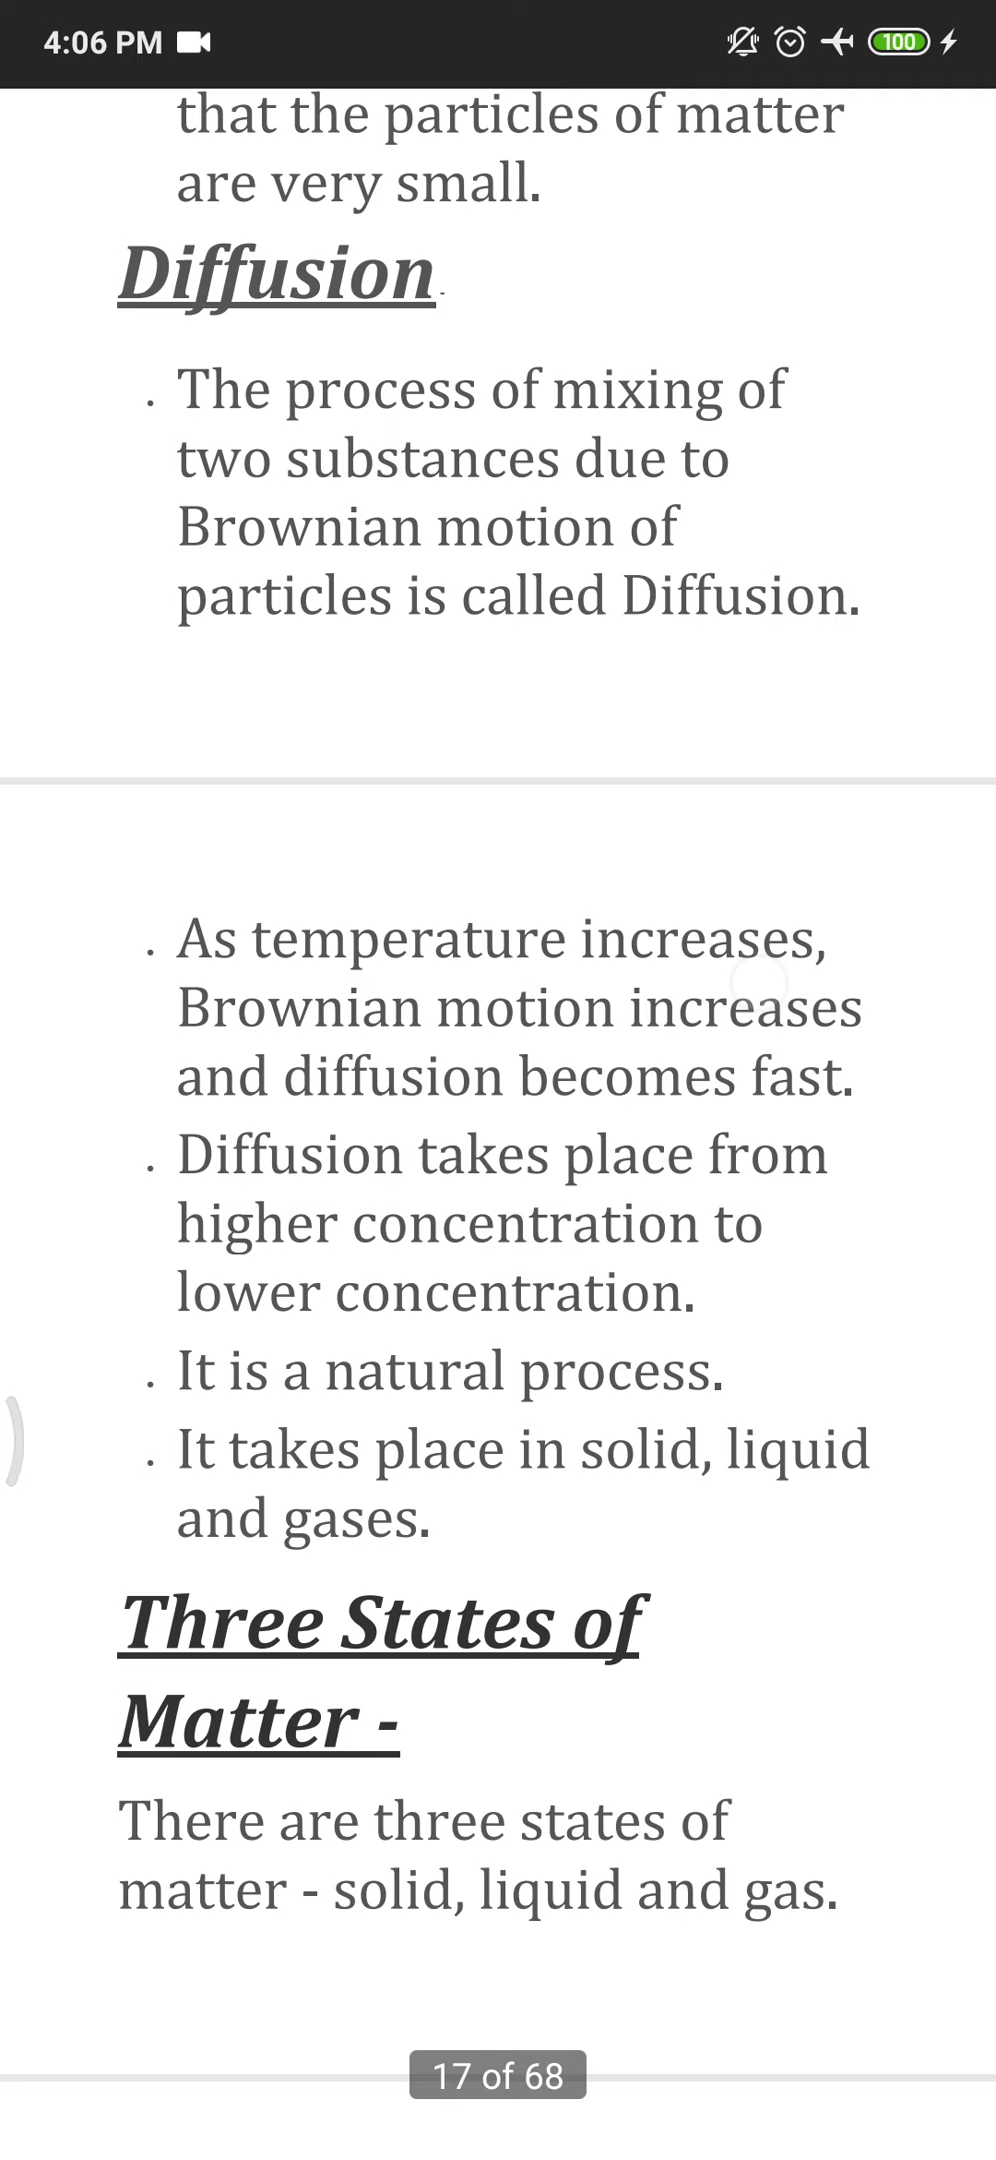 4:06 PM
100
that the particles of matter
are very small.
Diffusion-
. The process of mixing of
two substances due to
Brownian motion of
particles is called Diffusion.
. As temperature increases,
Brownian motion increases
and diffusion becomes fast.
. Diffusion takes place from
higher concentration to
lower concentration.
. It is a natural process.
. It takes place in solid, liquid
and gases.
Three States of
Matter -
There are three states of
matter - solid, liquid and gas.
17 of 68